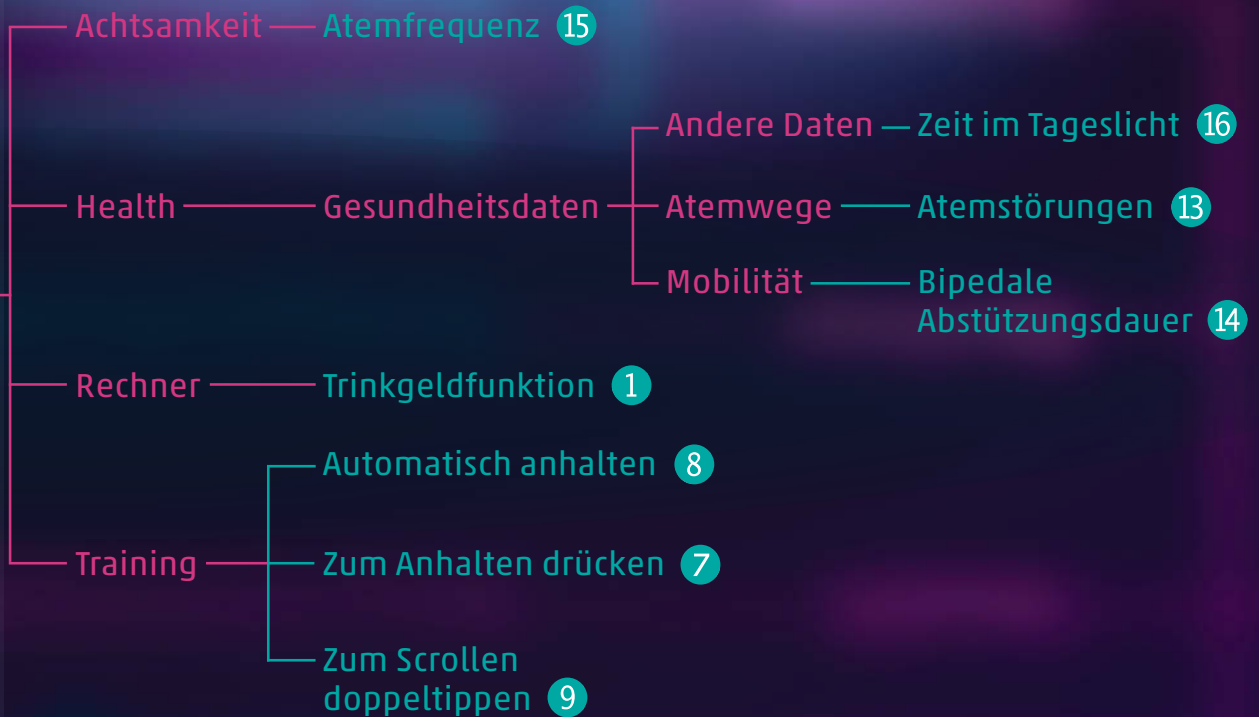 Achtsamkeit Atemfrequenz 15
Andere Daten Zeit im Tageslicht 16
Health Gesundheitsdaten Atemwege Atemstörungen 13
Mobilität Bipedale
Abstützungsdauer 14
Rechner Trinkgeldfunktion 1
Automatisch anhalten 8
Training Zum Anhalten drücken 7
Zum Scrollen
doppeltippen 9